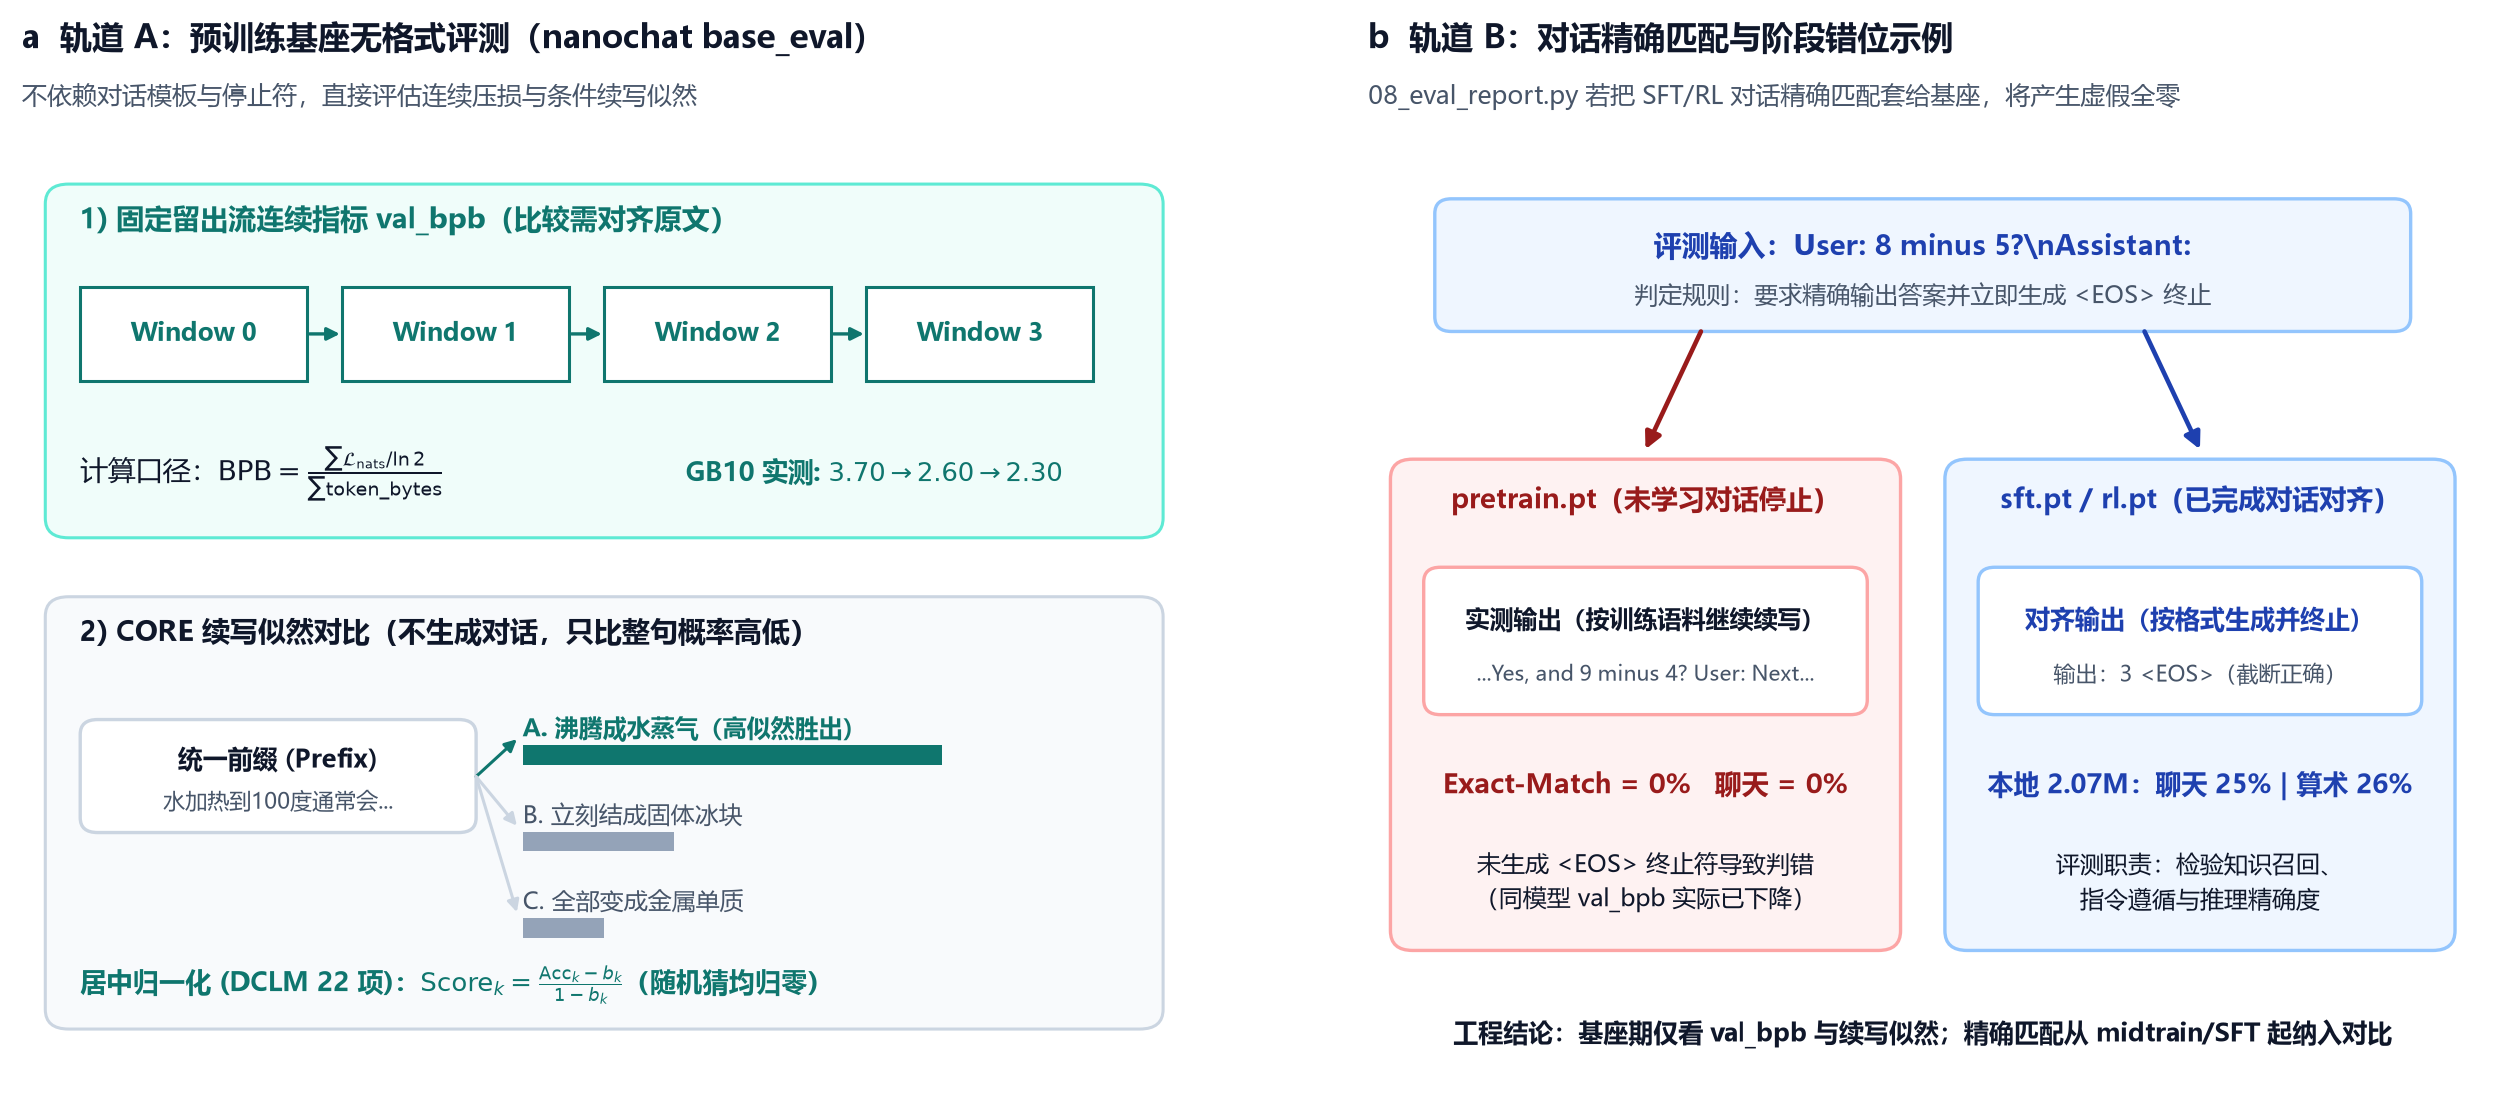 a 轨道 A：预训练基座无格式评测（nanochat base_eval）
不依赖对话模板与停止符，直接评估连续压损与条件续写似然
1) 固定留出流连续指标 val_bpb（比较需对齐原文）
Window 0
Window 1
Window 2
Window 3
计算口径：BPB = ∑ℒnats/ln 2 / ∑token_bytes
GB10 实测: 3.70 → 2.60 → 2.30
2) CORE 续写似然对比（不生成对话，只比整句概率高低）
统一前缀 (Prefix)
水加热到100度通常会...
A. 沸腾成水蒸气（高似然胜出）
B. 立刻结成固体冰块
C. 全部变成金属单质
居中归一化 (DCLM 22 项)：Score_k = (Acc_k − b_k) / (1 − b_k)（随机猜均归零）
b 轨道 B：对话精确匹配与阶段错位示例
08_eval_report.py 若把 SFT/RL 对话精确匹配套给基座，将产生虚假全零
评测输入：User: 8 minus 5?\nAssistant:
判定规则：要求精确输出答案并立即生成 <EOS> 终止
pretrain.pt（未学习对话停止）
实测输出（按训练语料继续续写）
...Yes, and 9 minus 4? User: Next...
Exact-Match = 0% 聊天 = 0%
未生成 <EOS> 终止符导致判错
（同模型 val_bpb 实际已下降）
sft.pt / rl.pt（已完成对话对齐）
对齐输出（按格式生成并终止）
输出：3 <EOS>（截断正确）
本地 2.07M：聊天 25% | 算术 26%
评测职责：检验知识召回、
指令遵循与推理精确度
工程结论：基座期仅看 val_bpb 与续写似然；精确匹配从 midtrain/SFT 起纳入对比